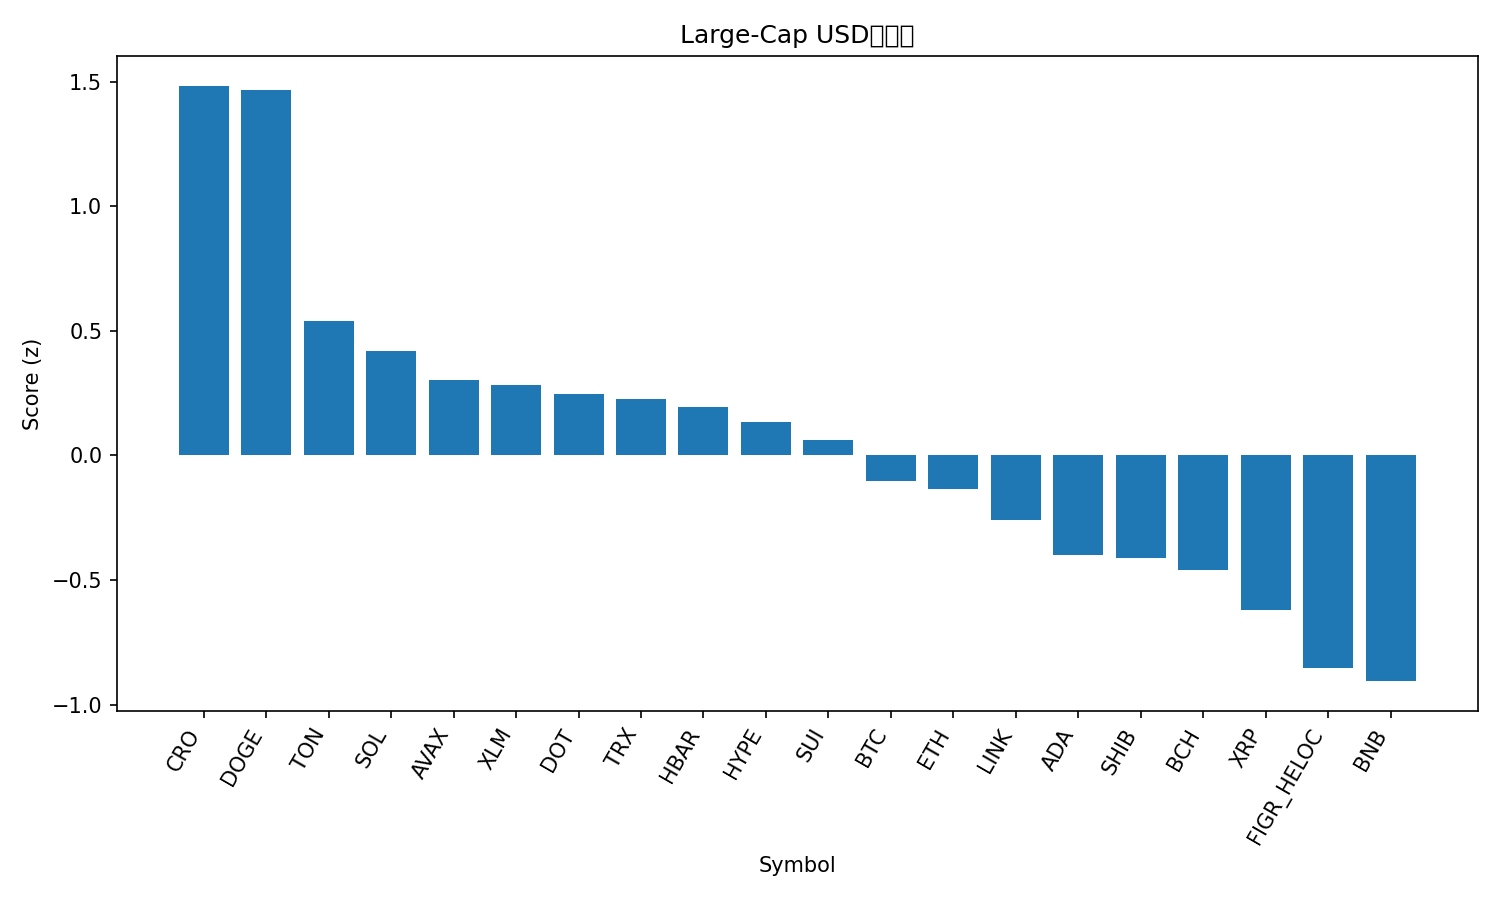 Large-Cap USD
1.5
1.0
0.5
0.0
−0.5
−1.0
Score (z)
CRO
DOGE
TON
SOL
AVAX
XLM
DOT
TRX
HBAR
HYPE
SUI
BTC
ETH
LINK
ADA
SHIB
BCH
XRP
FIGR_HELOC
BNB
Symbol